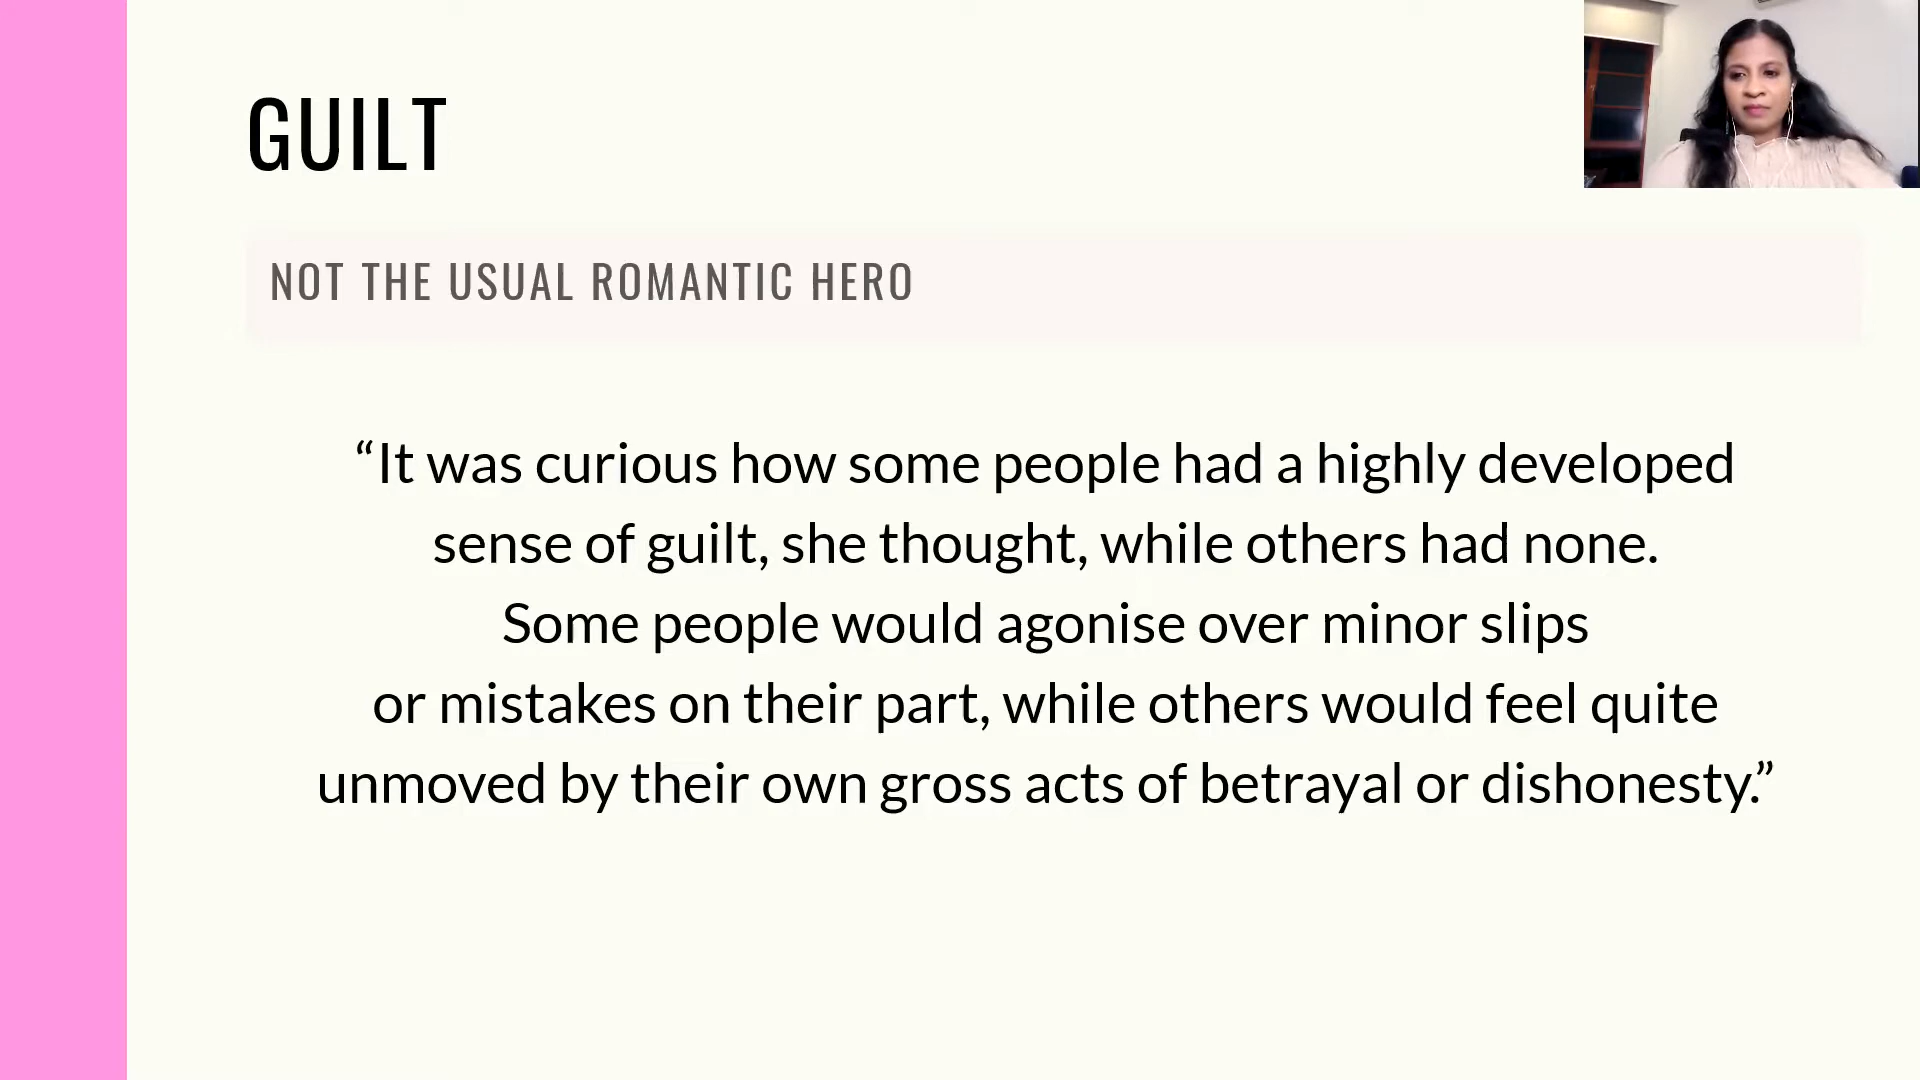 GUILT
NOT THE USUAL ROMANTIC HERO
“It was curious how some people had a highly developed
sense of guilt, she thought, while others had none.
Some people would agonise over minor slips
or mistakes on their part, while others would feel quite
unmoved by their own gross acts of betrayal or dishonesty.”